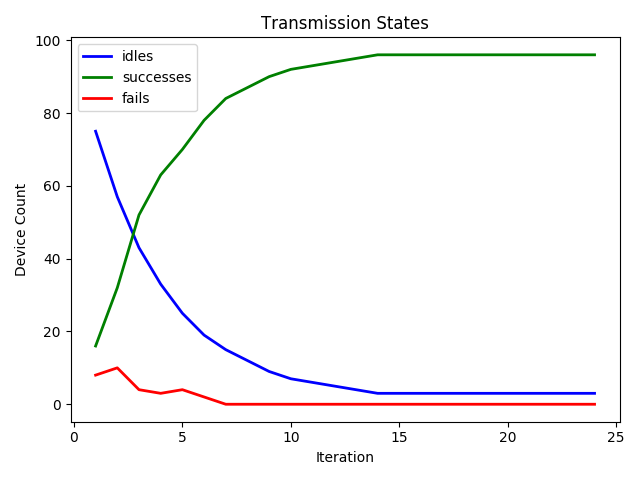 Transmission States
idles
successes
fails
Device Count
100
80
60
40
20
0
0 5 10 15 20 25
Iteration